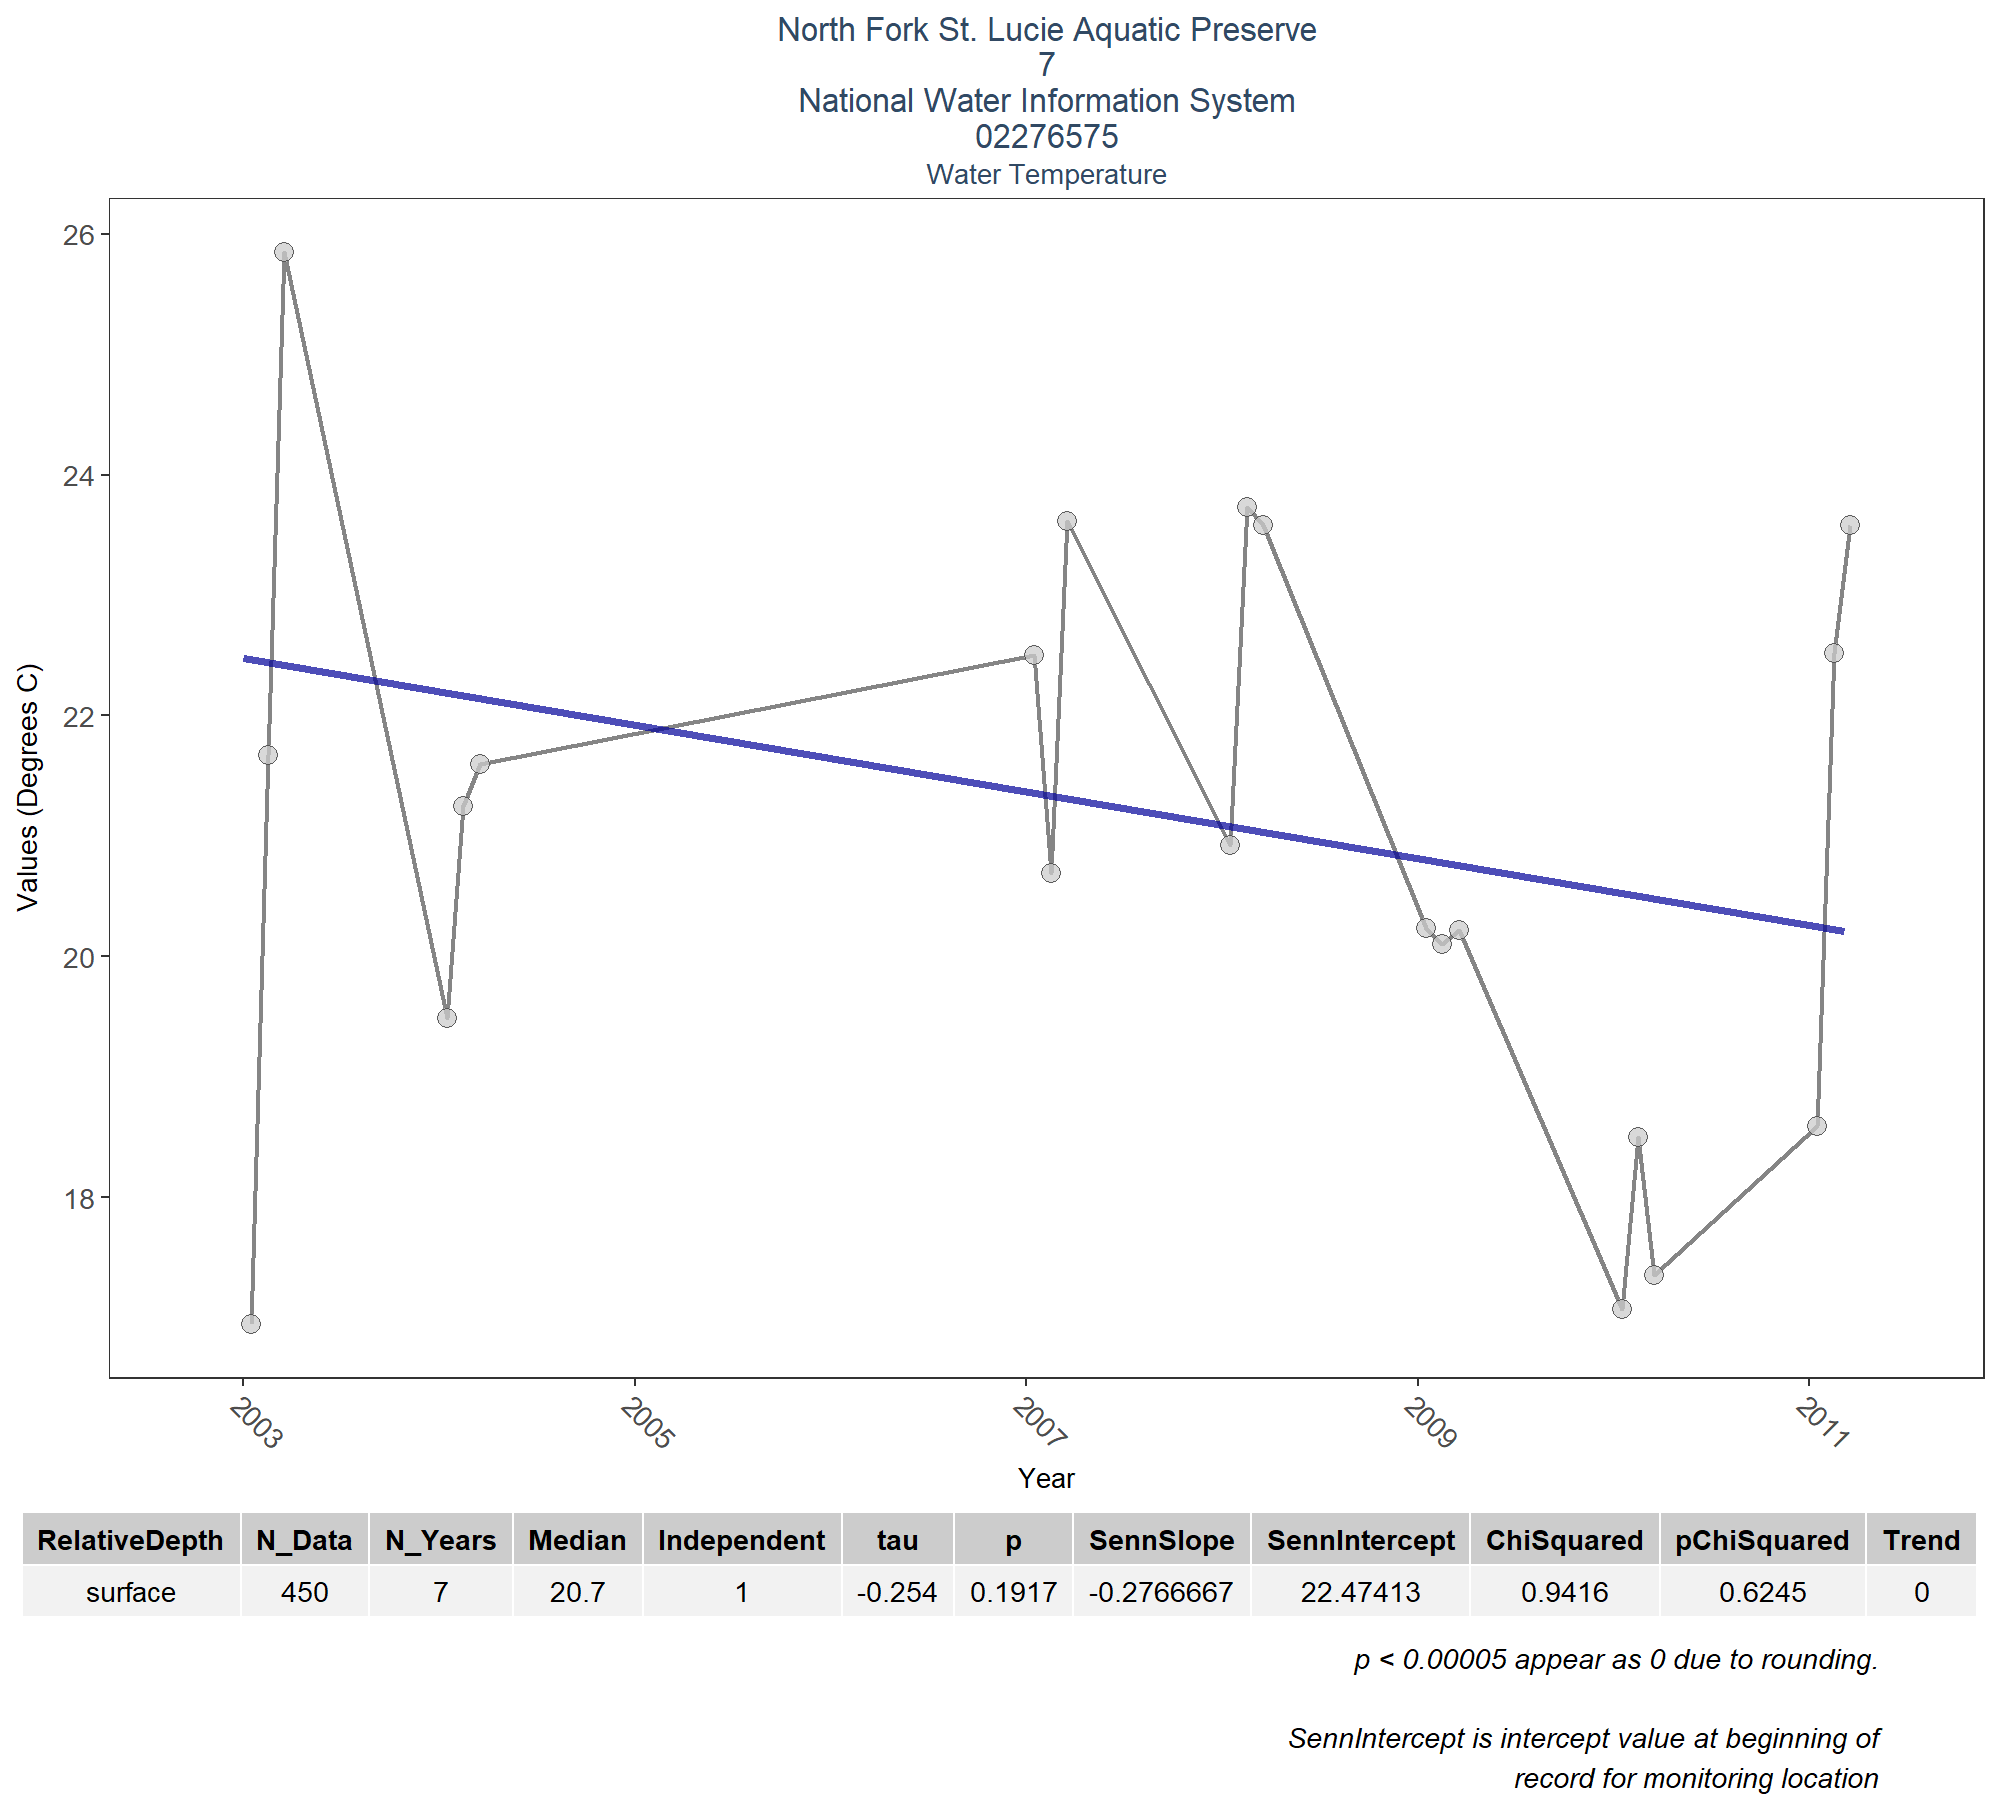 North Fork St. Lucie Aquatic Preserve
7
National Water Information System
02276575
Water Temperature
26
24
22
20
18
Values (Degrees C)
2003 2005 2007 2009 2011
Year
RelativeDepth N_Data N_Years Median Independent tau p SennSlope SennIntercept ChiSquared pChiSquared Trend
surface 450 7 20.7 1 -0.254 0.1917 -0.2766667 22.47413 0.9416 0.6245 0
p < 0.00005 appear as 0 due to rounding.
SennIntercept is intercept value at beginning of
record for monitoring location